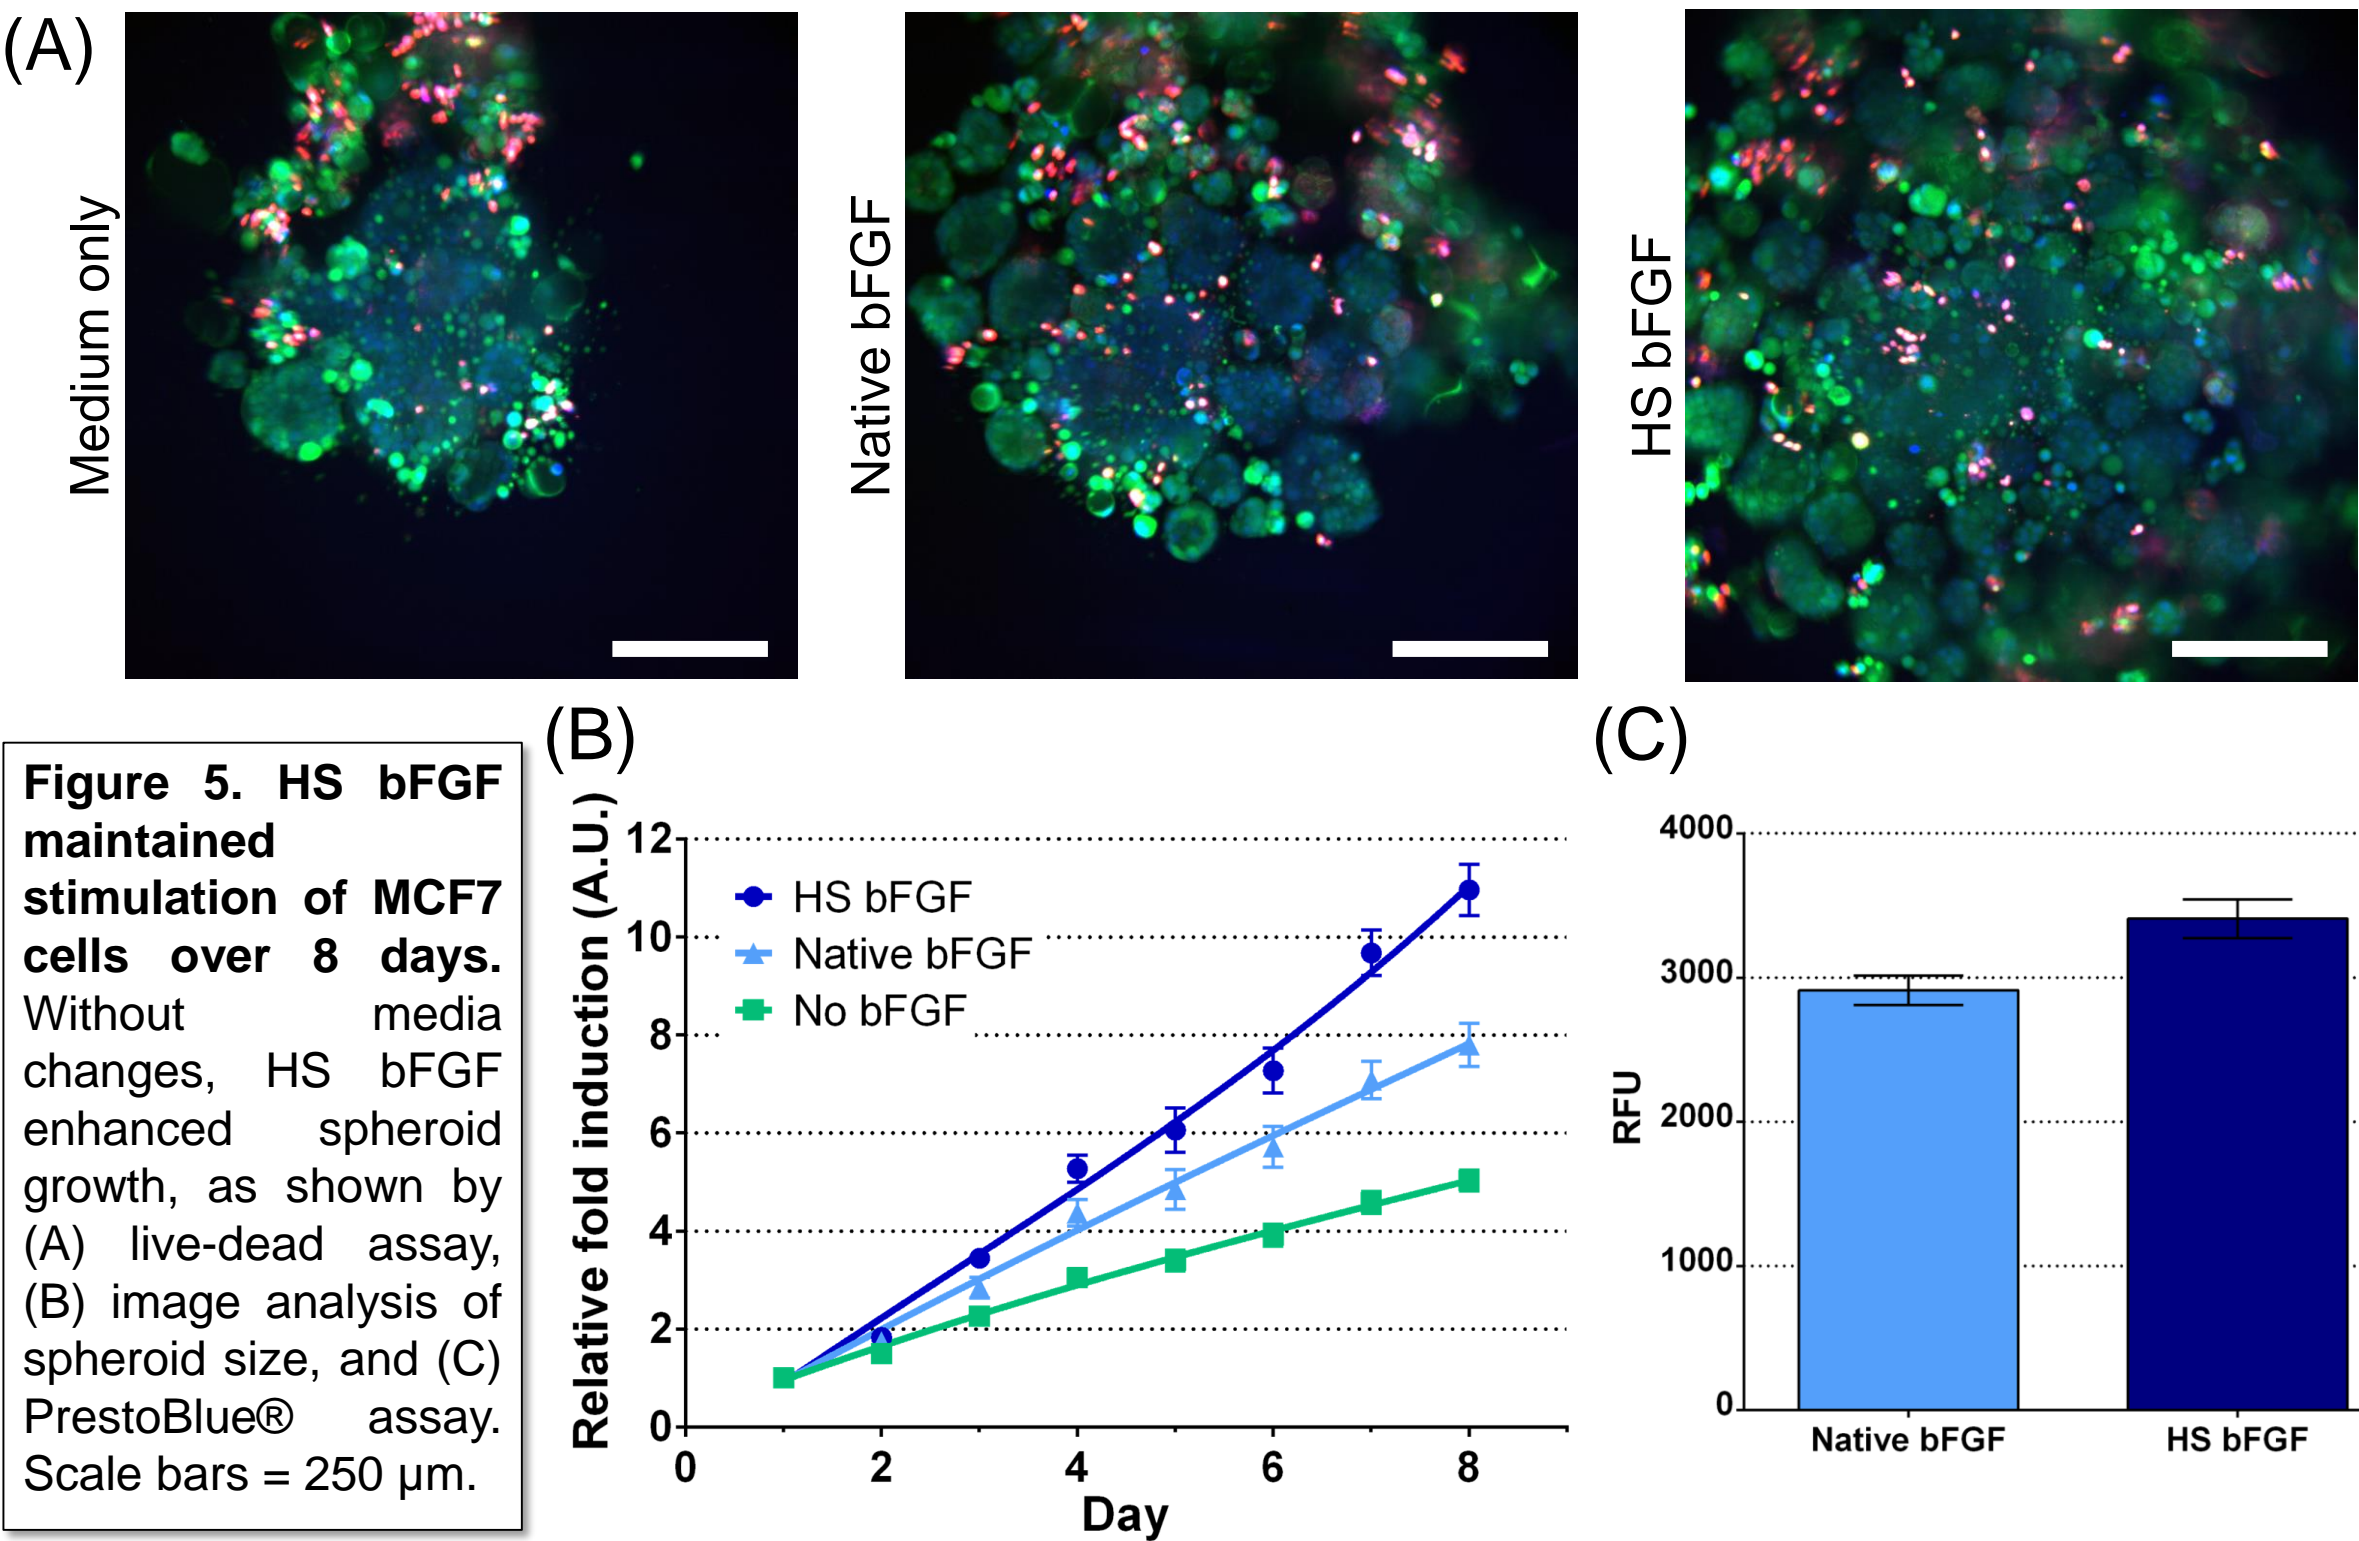 (A)
Medium only
Native bFGF
HS bFGF
Figure 5. HS bFGF
maintained
stimulation of MCF7
cells over 8 days.
Without media
changes, HS bFGF
enhanced spheroid
growth, as shown by
(A) live-dead assay,
(B) image analysis of
spheroid size, and (C)
PrestoBlue® assay.
Scale bars = 250 μm.
(B)
Relative fold induction (A.U.)
12
10
8
6
4
2
0
HS bFGF
Native bFGF
No bFGF
0 2 4 6 8
Day
(C)
RFU
4000
3000
2000
1000
0
Native bFGF HS bFGF